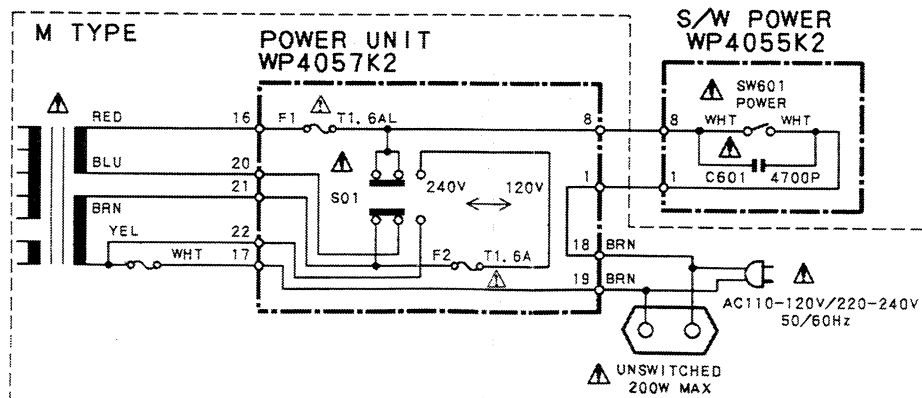 M TYPE
POWER UNIT
WP4057K2
S/W POWER
WP4055K2
SW601
POWER
RED
16
F1
T1.6AL
8
8
WHT
WHT
BLU
20
240V
120V
C601
4700P
21
S01
1
1
BRN
YEL
22
WHT
17
F2
T1.6A
18
BRN
19
BRN
AC110-120V/220-240V
50/60Hz
UNSWITCHED
200W MAX